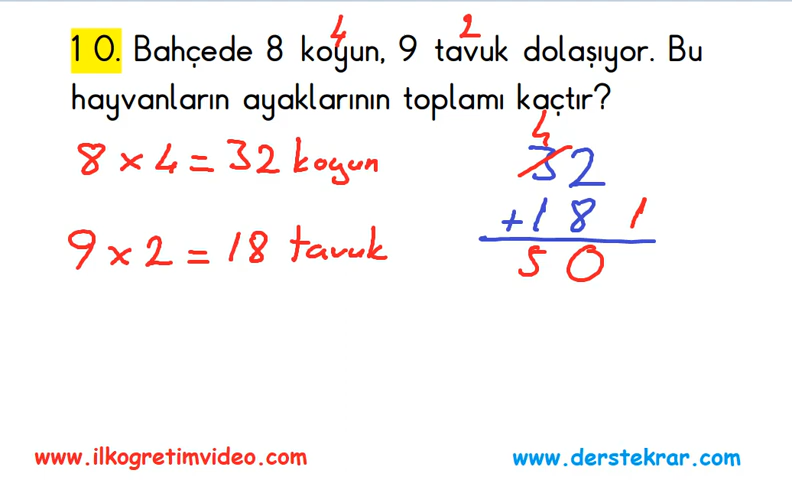 4 2
10. Bahçede 8 koyun, 9 tavuk dolaşıyor. Bu
hayvanların ayaklarının toplamı kaçtır?
8 × 4 = 32 koyun
9 × 2 = 18 tavuk
4
32
+18 1
50
www.ilkogretimvideo.com
www.derstekrar.com